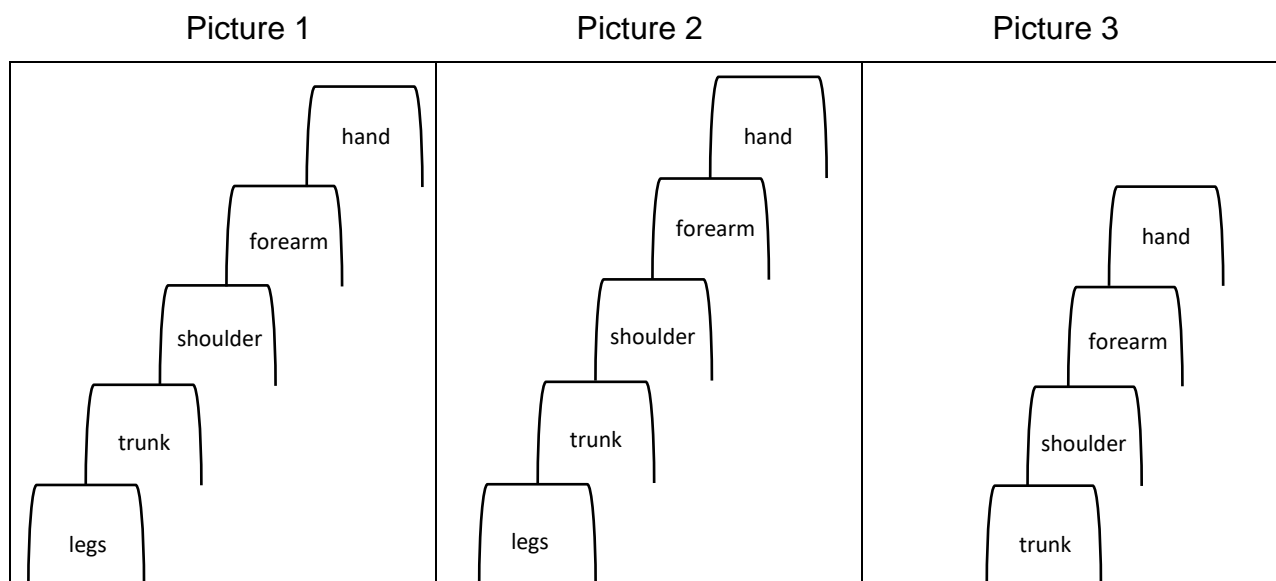 Picture 1
Picture 2
Picture 3
hand
forearm
shoulder
trunk
legs
hand
forearm
shoulder
trunk
legs
hand
forearm
shoulder
trunk